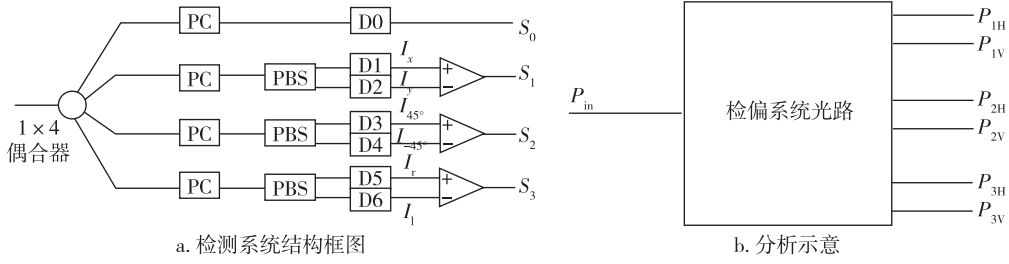 PC D0 S0
1×4
偶合器
PC PBS D1 D2 Ix Iy + − S1
PC PBS D3 D4 I45° I−45° + − S2
PC PBS D5 D6 Ir Il + − S3
a. 检测系统结构框图
Pin
检偏系统光路
P1H
P1V
P2H
P2V
P3H
P3V
b. 分析示意